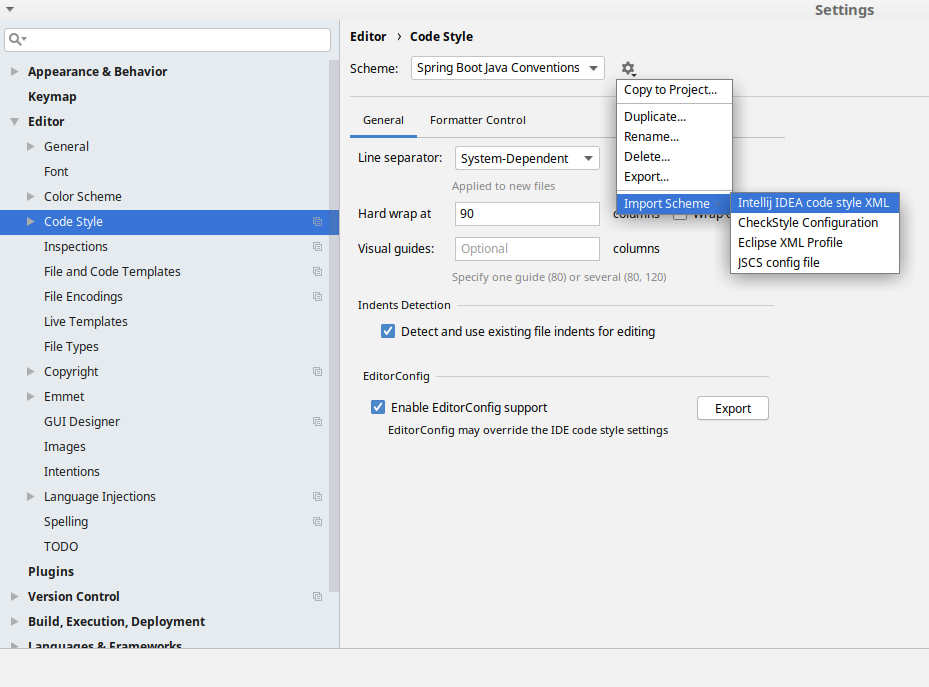 Settings
Appearance & Behavior
Keymap
Editor
General
Font
Color Scheme
Code Style
Inspections
File and Code Templates
File Encodings
Live Templates
File Types
Copyright
Emmet
GUI Designer
Images
Intentions
Language Injections
Spelling
TODO
Plugins
Version Control
Build, Execution, Deployment
Languages & Frameworks
Editor › Code Style
Scheme: Spring Boot Java Conventions
Copy to Project...
Duplicate...
Rename...
Delete...
Export...
Import Scheme
Intellij IDEA code style XML
CheckStyle Configuration
Eclipse XML Profile
JSCS config file
General Formatter Control
Line separator: System-Dependent
Applied to new files
Hard wrap at 90 columns Wrap
Visual guides: Optional columns
Specify one guide (80) or several (80, 120)
Indents Detection
Detect and use existing file indents for editing
EditorConfig
Enable EditorConfig support Export
EditorConfig may override the IDE code style settings